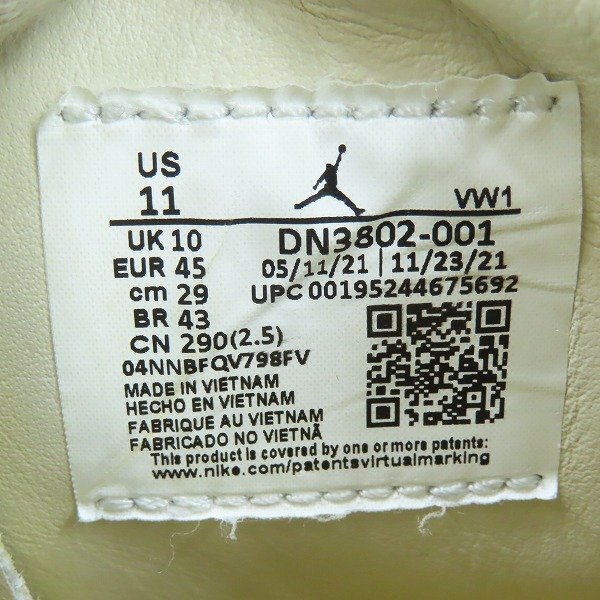 US
11 VW1
UK 10 DN3802-001
EUR 45 05/11/21 | 11/23/21
cm 29 UPC 00195244675692
BR 43
CN 290(2.5)
04NNBFQV798FV
MADE IN VIETNAM
HECHO EN VIETNAM
FABRIQUE AU VIETNAM
FABRICADO NO VIETNÃ
This product is covered by one or more patents:
www.nike.com/patentsvirtualmarking